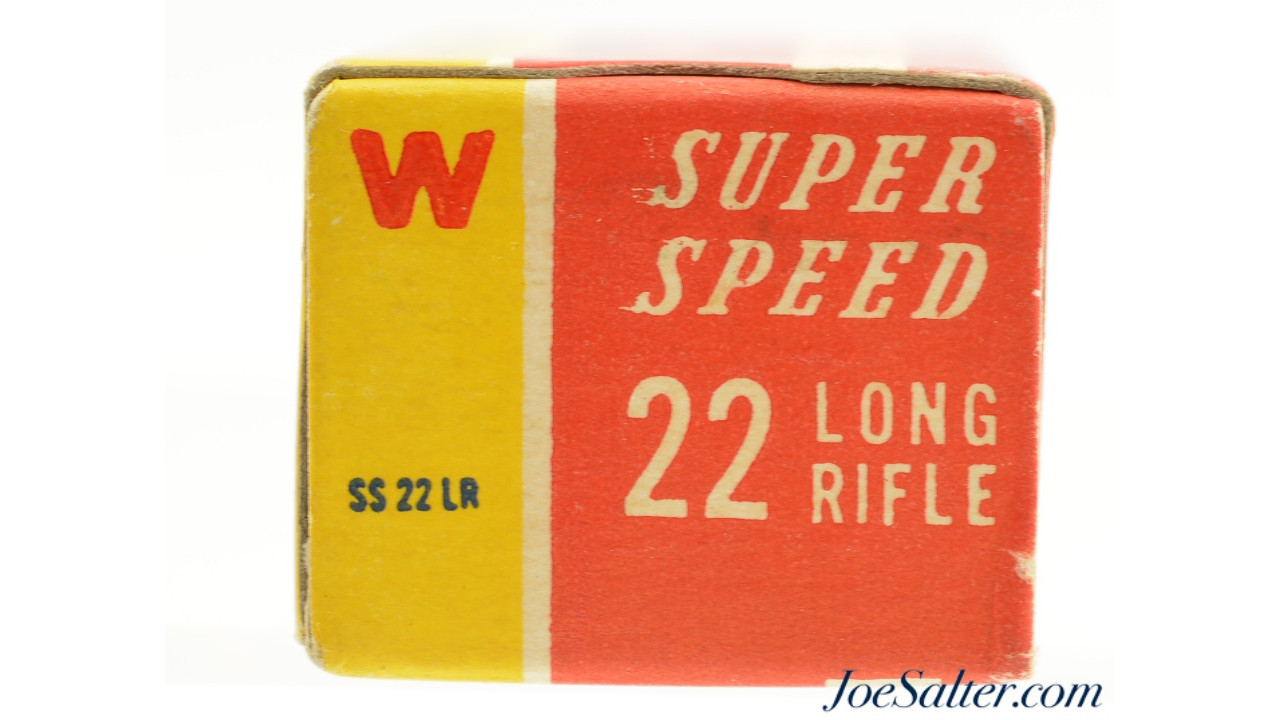 W
SUPER
SPEED
22 LONG
RIFLE
SS 22 LR
JoeSalter.com